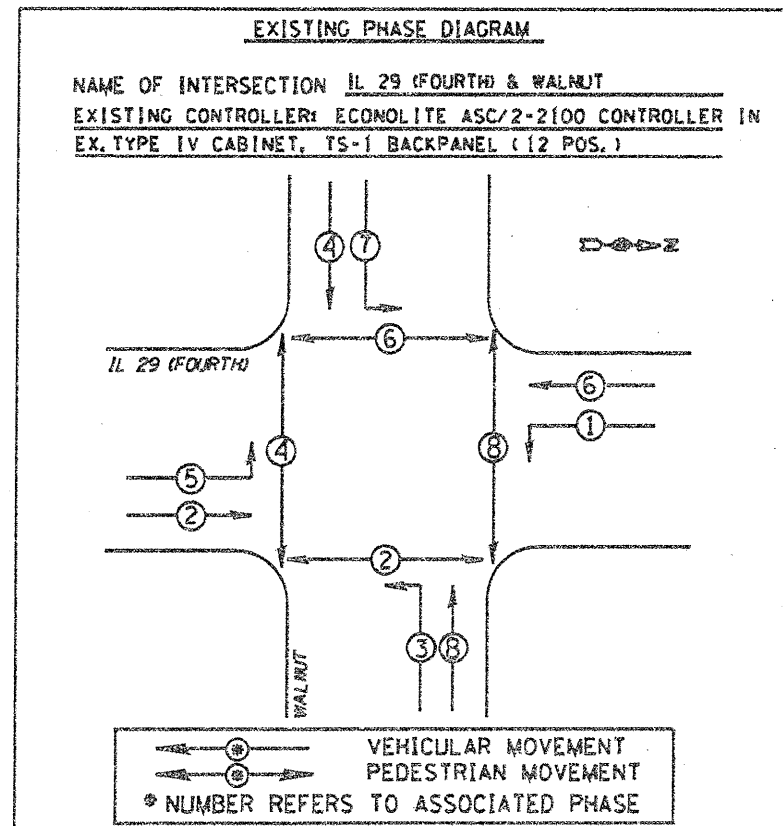 EXISTING PHASE DIAGRAM
NAME OF INTERSECTION IL 29 (FOURTH) & WALNUT
EXISTING CONTROLLER: ECONOLITE ASC/2-2100 CONTROLLER IN
EX. TYPE IV CABINET, TS-1 BACKPANEL (12 POS.)
4 7
Z
6
IL 29 (FOURTH)
6
1
4 8
5
2
2
3 8
WALNUT
* VEHICULAR MOVEMENT
* PEDESTRIAN MOVEMENT
* NUMBER REFERS TO ASSOCIATED PHASE